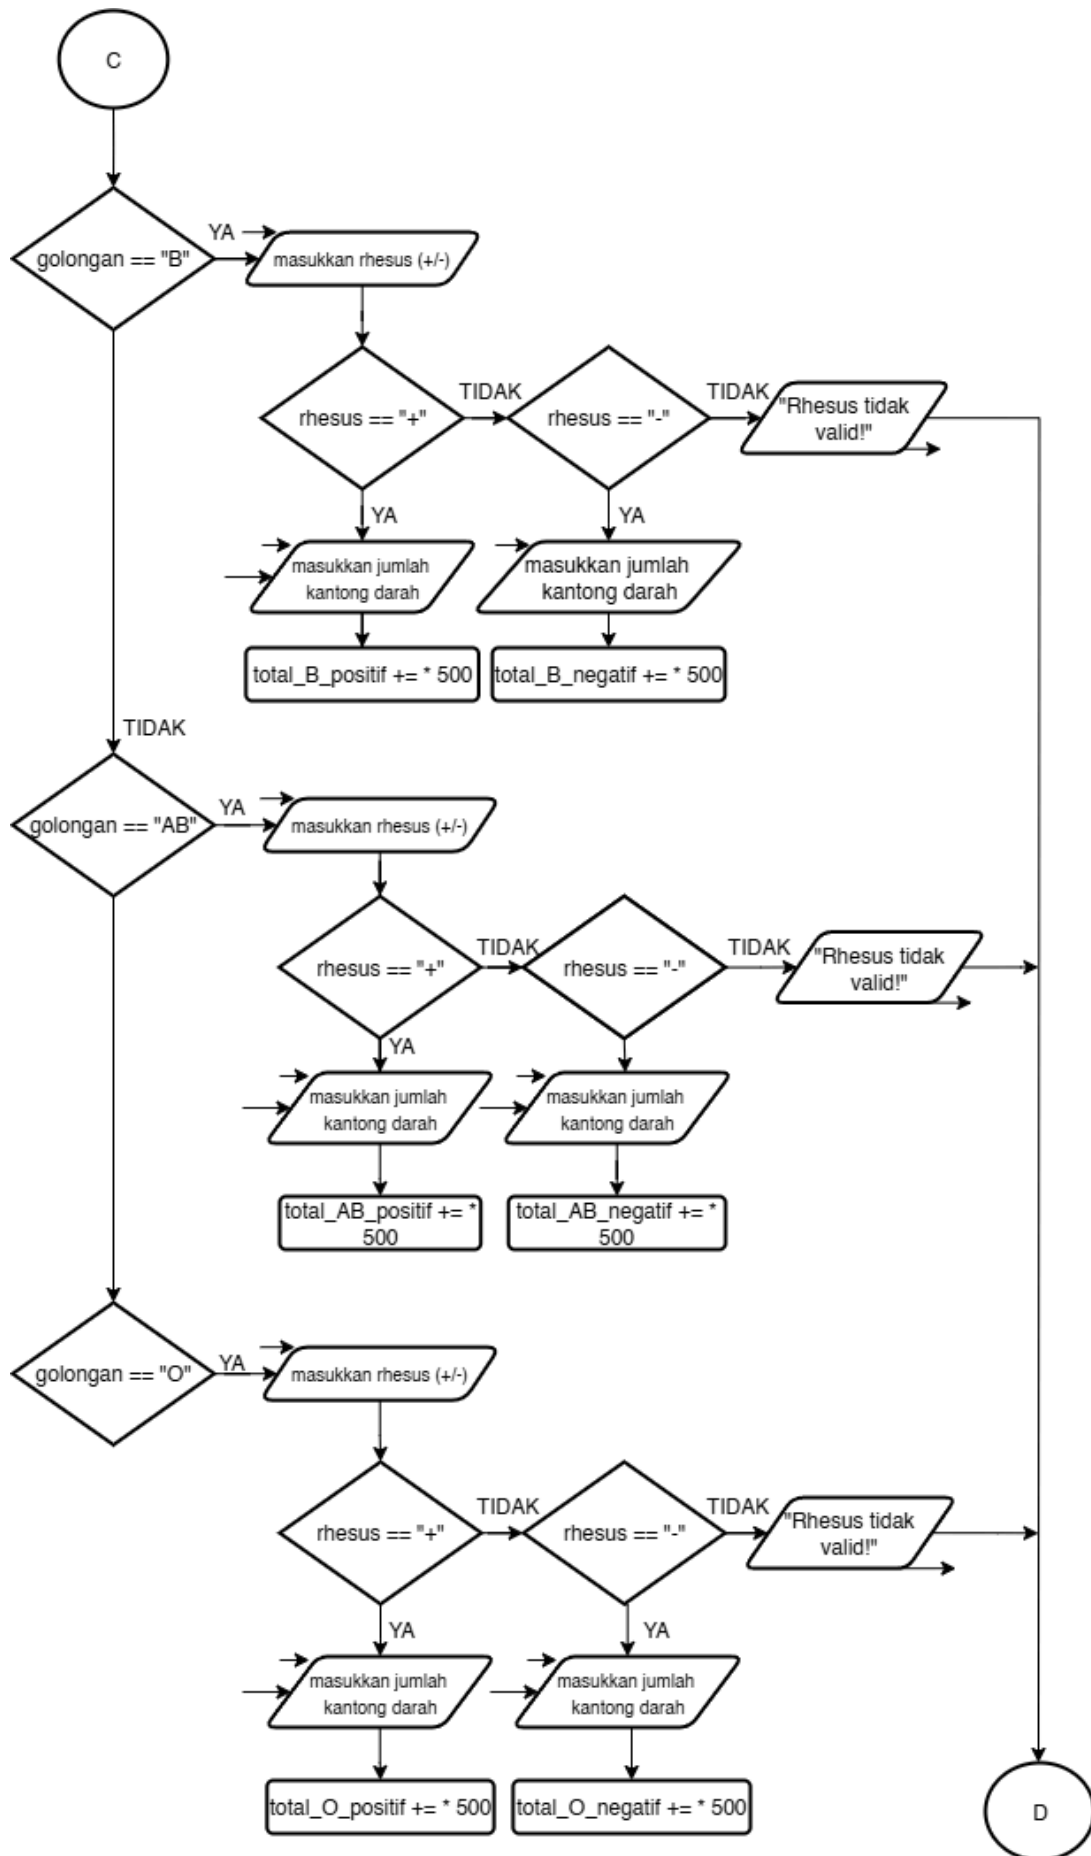 C
golongan == "B"
YA
masukkan rhesus (+/-)
rhesus == "+"
TIDAK
rhesus == "-"
TIDAK
"Rhesus tidak
valid!"
YA
masukkan jumlah
kantong darah
YA
masukkan jumlah
kantong darah
total_B_positif += * 500
total_B_negatif += * 500
TIDAK
golongan == "AB"
YA
masukkan rhesus (+/-)
rhesus == "+"
TIDAK
rhesus == "-"
TIDAK
"Rhesus tidak
valid!"
YA
masukkan jumlah
kantong darah
masukkan jumlah
kantong darah
total_AB_positif += *
500
total_AB_negatif += *
500
golongan == "O"
YA
masukkan rhesus (+/-)
rhesus == "+"
TIDAK
rhesus == "-"
TIDAK
"Rhesus tidak
valid!"
YA
masukkan jumlah
kantong darah
YA
masukkan jumlah
kantong darah
total_O_positif += * 500
total_O_negatif += * 500
D